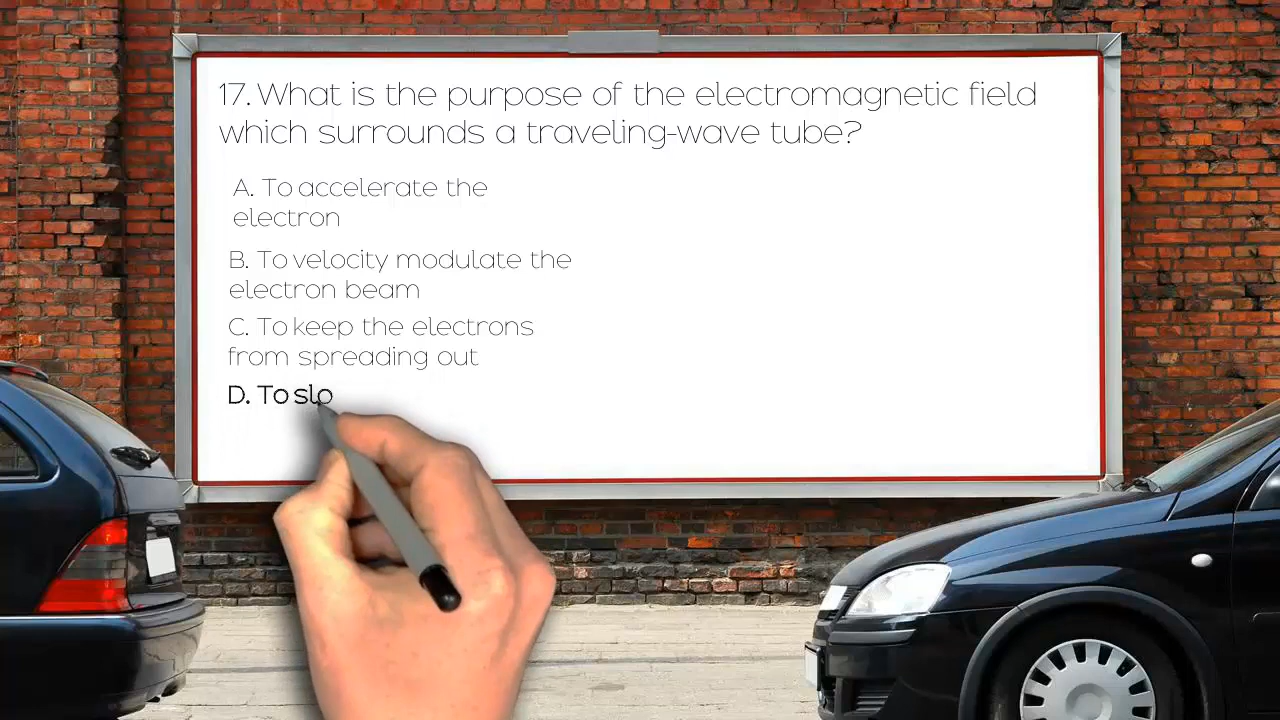 17. What is the purpose of the electromagnetic field
which surrounds a traveling-wave tube?
A. To accelerate the
electron
B. To velocity modulate the
electron beam
C. To keep the electrons
from spreading out
D. To slo